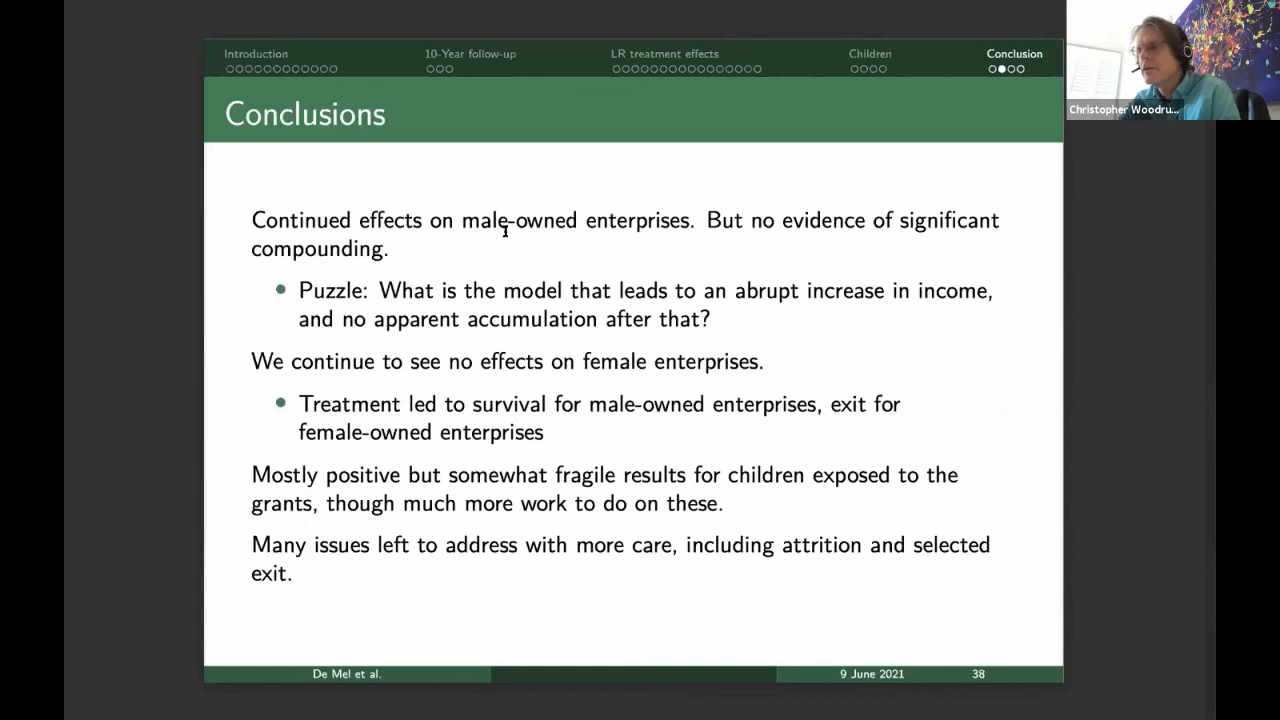 Introduction
10-Year follow-up
LR treatment effects
Children
Conclusion
Christopher Woodru...
Conclusions
Continued effects on male-owned enterprises. But no evidence of significant
compounding.
Puzzle: What is the model that leads to an abrupt increase in income,
and no apparent accumulation after that?
We continue to see no effects on female enterprises.
Treatment led to survival for male-owned enterprises, exit for
female-owned enterprises
Mostly positive but somewhat fragile results for children exposed to the
grants, though much more work to do on these.
Many issues left to address with more care, including attrition and selected
exit.
De Mel et al.
9 June 2021
38